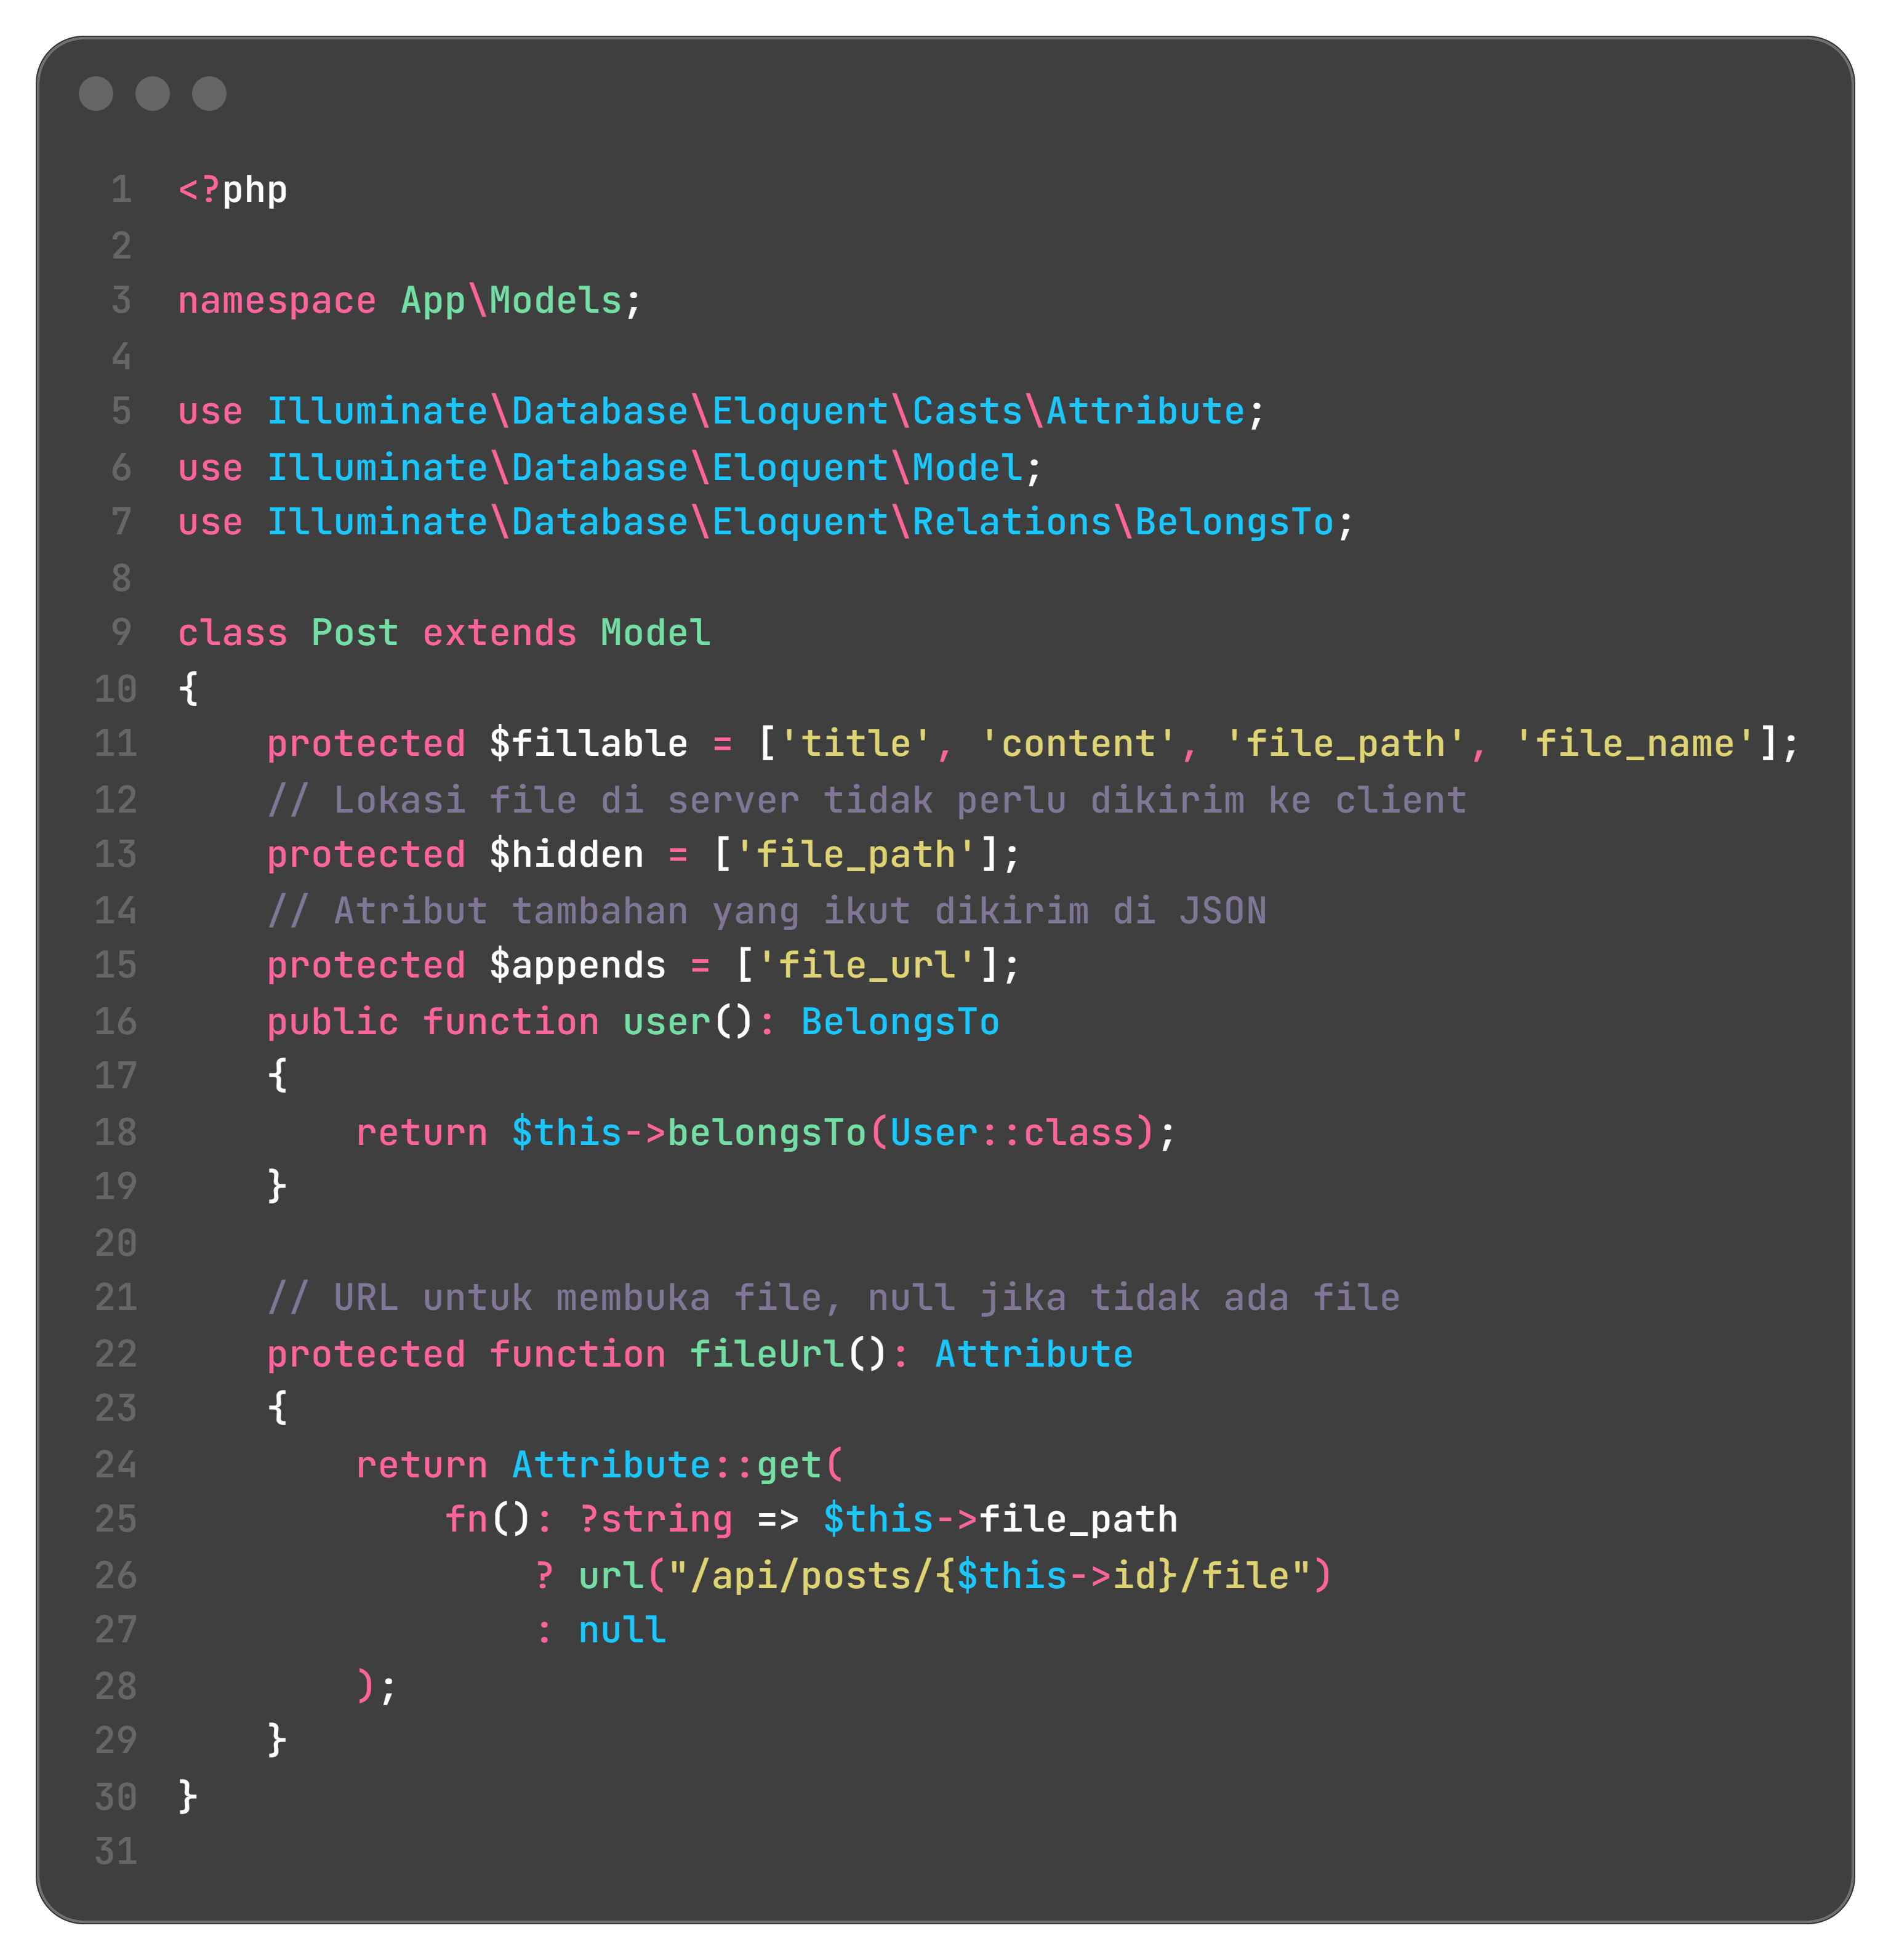 1 <?php
2
3 namespace App\Models;
4
5 use Illuminate\Database\Eloquent\Casts\Attribute;
6 use Illuminate\Database\Eloquent\Model;
7 use Illuminate\Database\Eloquent\Relations\BelongsTo;
8
9 class Post extends Model
10 {
11     protected $fillable = ['title', 'content', 'file_path', 'file_name'];
12     // Lokasi file di server tidak perlu dikirim ke client
13     protected $hidden = ['file_path'];
14     // Atribut tambahan yang ikut dikirim di JSON
15     protected $appends = ['file_url'];
16     public function user(): BelongsTo
17     {
18         return $this->belongsTo(User::class);
19     }
20
21     // URL untuk membuka file, null jika tidak ada file
22     protected function fileUrl(): Attribute
23     {
24         return Attribute::get(
25             fn(): ?string => $this->file_path
26                 ? url("/api/posts/{$this->id}/file")
27                 : null
28         );
29     }
30 }
31